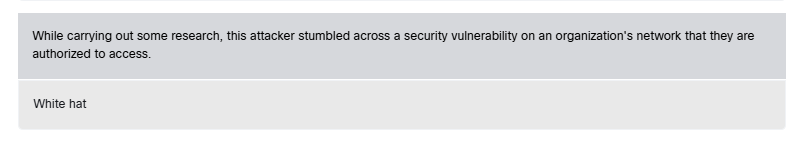 While carrying out some research, this attacker stumbled across a security vulnerability on an organization's network that they are
authorized to access.
White hat